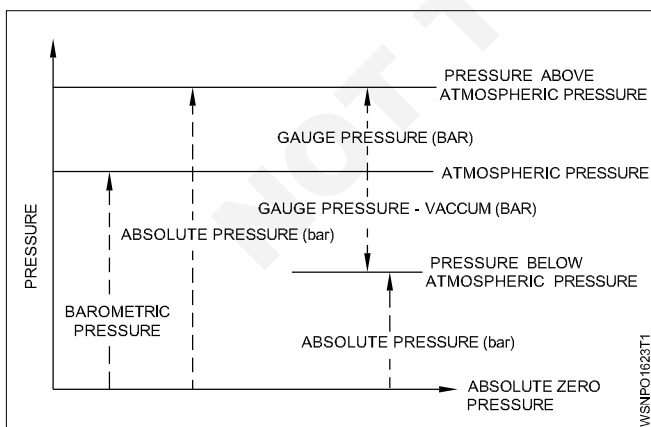 NOT T
PRESSURE ABOVE
ATMOSPHERIC PRESSURE
GAUGE PRESSURE (BAR)
ATMOSPHERIC PRESSURE
GAUGE PRESSURE - VACCUM (BAR)
ABSOLUTE PRESSURE (bar)
PRESSURE
PRESSURE BELOW
ATMOSPHERIC PRESSURE
BAROMETRIC
PRESSURE
ABSOLUTE PRESSURE (bar)
ABSOLUTE ZERO
PRESSURE
WSNPO1623T1